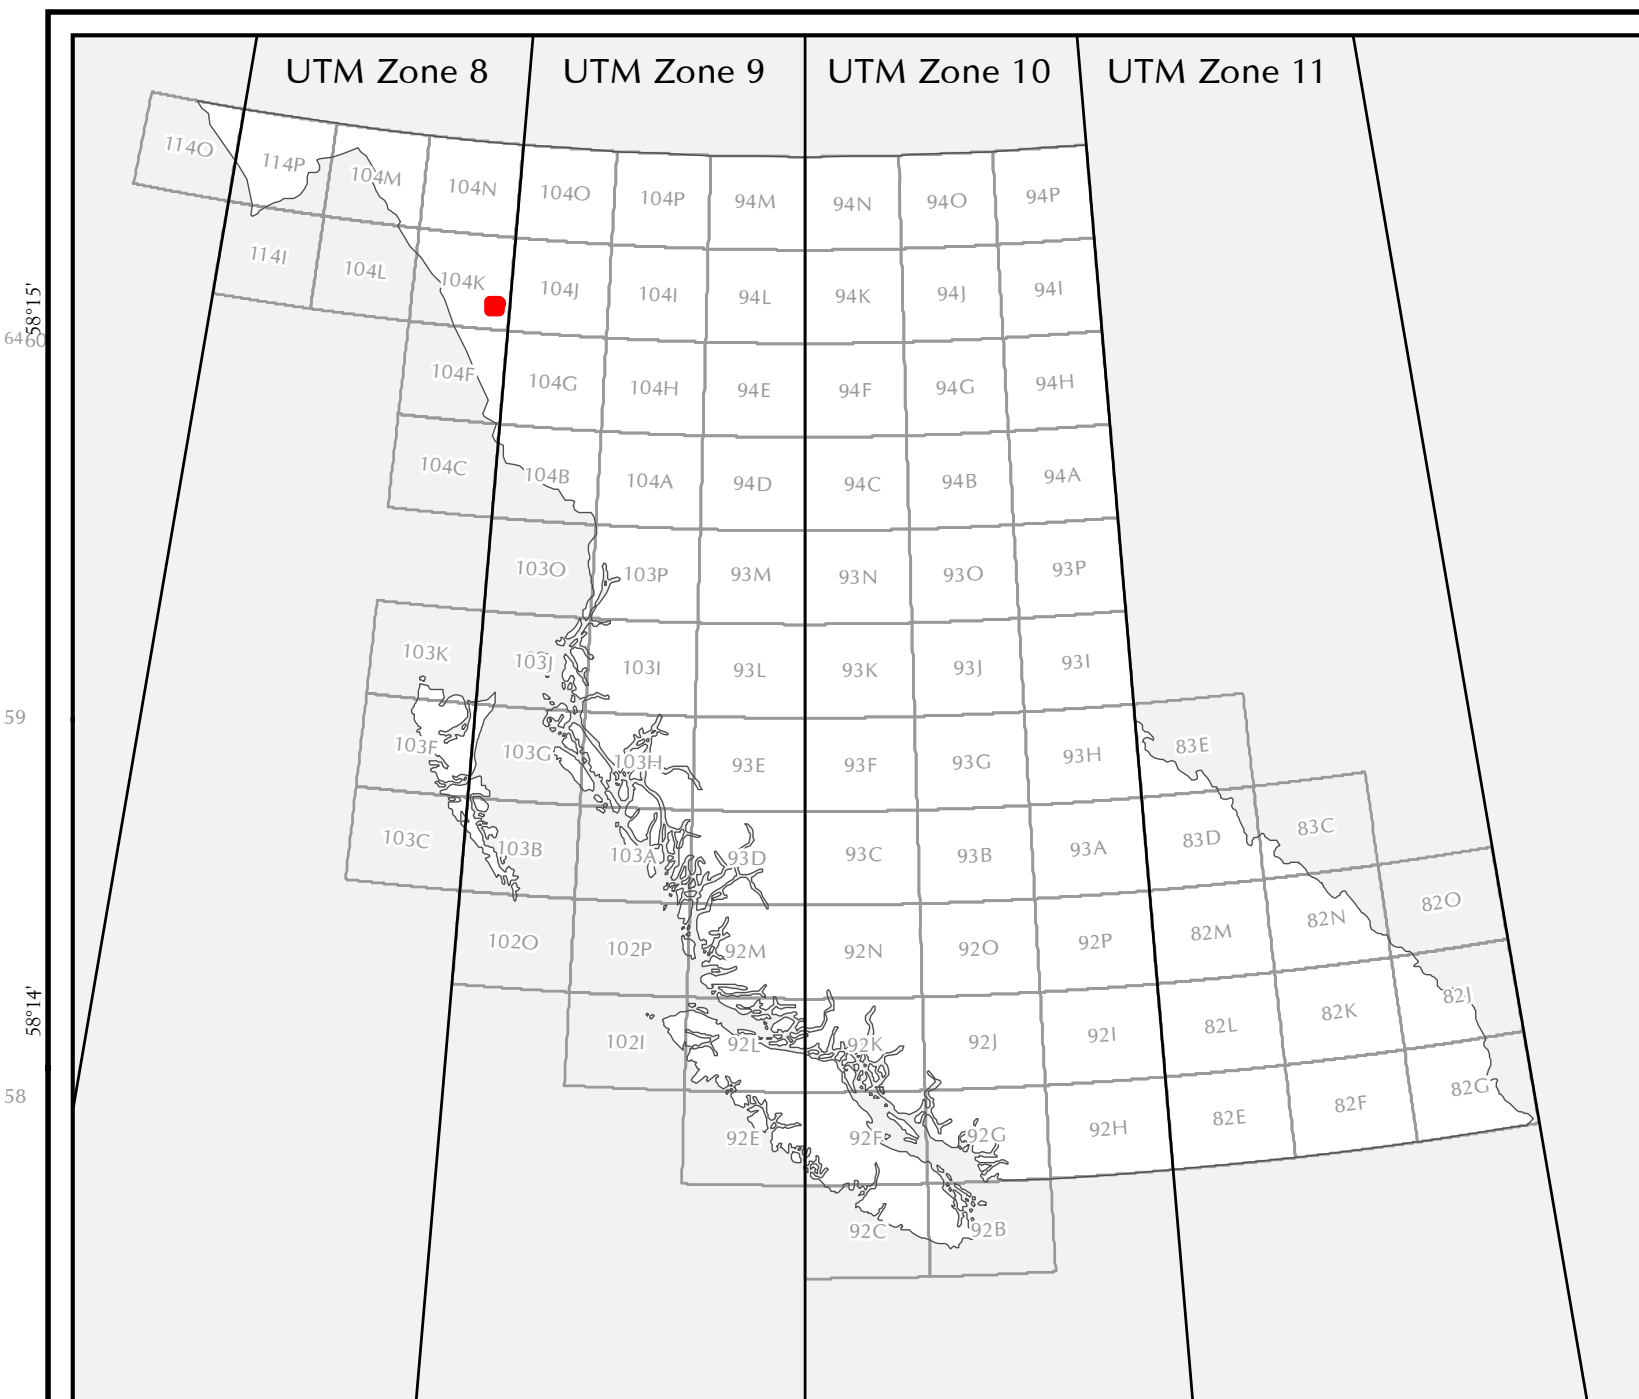 UTM Zone 8 UTM Zone 9 UTM Zone 10 UTM Zone 11
114O 114P 104M 104N 104O 104P 94M 94N 94O 94P
114I 104L 104K 104J 104I 94L 94K 94J 94I
58°15'
6460
104F 104G 104H 94E 94F 94G 94H
104C 104B 104A 94D 94C 94B 94A
103O 103P 93M 93N 93O 93P
103K 103J 103I 93L 93K 93J 93I
59
103F 103G 103H 93E 93F 93G 93H 83E
103C 103B 103A 93D 93C 93B 93A 83D 83C
102O 102P 92M 92N 92O 92P 82M 82N 82O
58°14'
102I 92L 92K 92J 92I 82L 82K 82J
58
92E 92F 92G 92H 82E 82F 82G
92C 92B